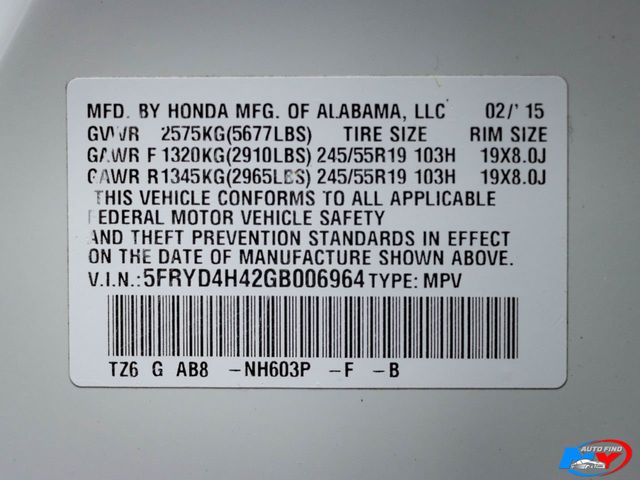 MFD. BY HONDA MFG. OF ALABAMA, LLC 02/'15
GVWR 2575KG(5677LBS) TIRE SIZE RIM SIZE
GAWR F 1320KG(2910LBS) 245/55R19 103H 19X8.0J
GAWR R 1345KG(2965LBS) 245/55R19 103H 19X8.0J
THIS VEHICLE CONFORMS TO ALL APPLICABLE
FEDERAL MOTOR VEHICLE SAFETY
AND THEFT PREVENTION STANDARDS IN EFFECT
ON THE DATE OF MANUFACTURE SHOWN ABOVE.
V.I.N.: 5FRYD4H42GB006964 TYPE: MPV
TZ6 G AB8 -NH603P -F -B
AUTO FIND
NY